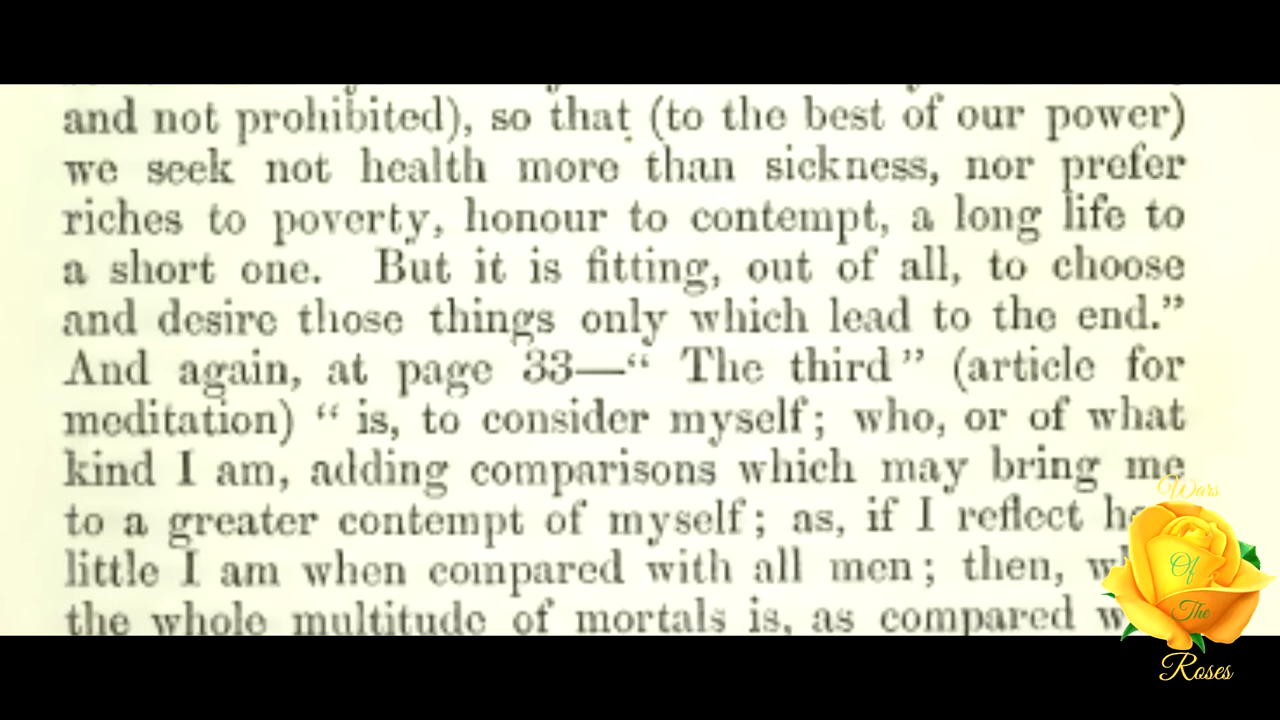 and not prohibited), so that (to the best of our power)
we seek not health more than sickness, nor prefer
riches to poverty, honour to contempt, a long life to
a short one. But it is fitting, out of all, to choose
and desire those things only which lead to the end.”
And again, at page 33—“ The third ” (article for
meditation) “ is, to consider myself; who, or of what
kind I am, adding comparisons which may bring me
to a greater contempt of myself; as, if I reflect
little I am when compared with all men; then,
the whole multitude of mortals is, as compared
Wars
Of
The
Roses